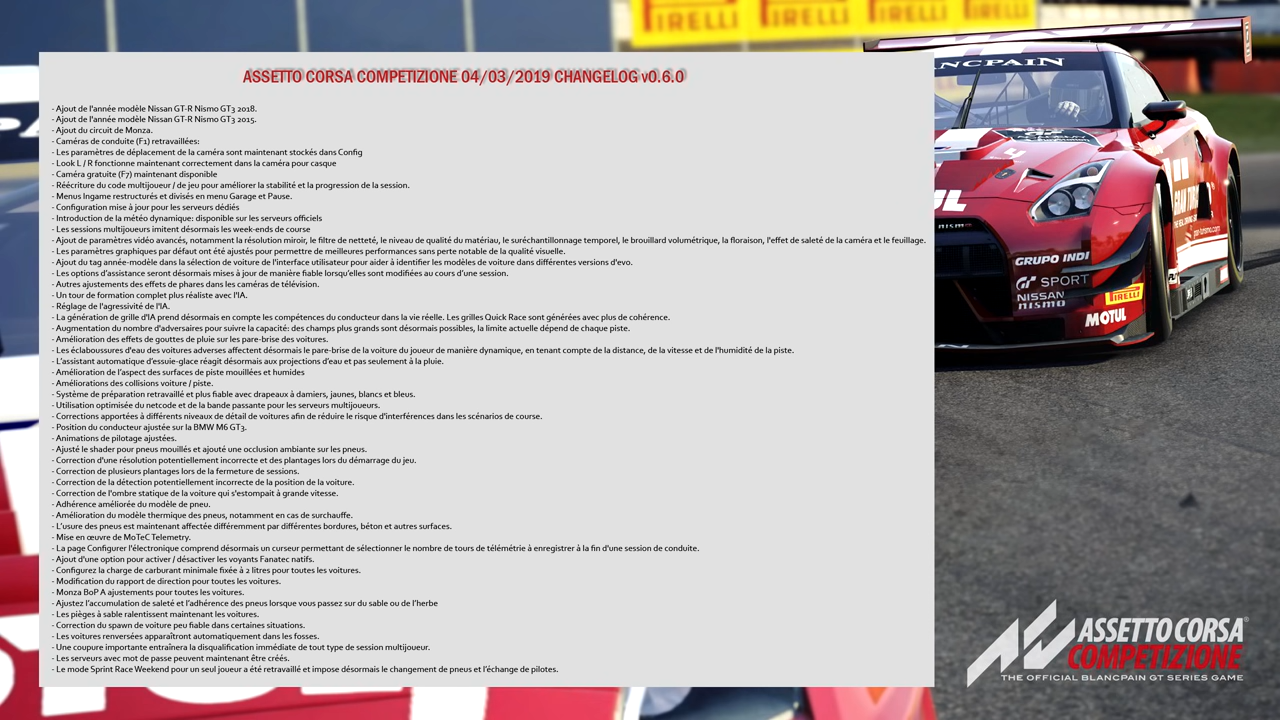 PIRELLI PIRELLI PIRELLI
ASSETTO CORSA COMPETIZIONE 04/03/2019 CHANGELOG v0.6.0
- Ajout de l'année modèle Nissan GT-R Nismo GT3 2018.
- Ajout de l'année modèle Nissan GT-R Nismo GT3 2015.
- Ajout du circuit de Monza.
- Caméras de conduite (F1) retravaillées:
- Les paramètres de déplacement de la caméra sont maintenant stockés dans Config
- Look L / R fonctionne maintenant correctement dans la caméra pour casque
- Caméra gratuite (F7) maintenant disponible
- Réécriture du code multijoueur / de jeu pour améliorer la stabilité et la progression de la session.
- Menus Ingame restructurés et divisés en menu Garage et Pause.
- Configuration mise à jour pour les serveurs dédiés
- Introduction de la météo dynamique: disponible sur les serveurs officiels
- Les sessions multijoueurs imitent désormais les week-ends de course
- Ajout de paramètres vidéo avancés, notamment la résolution miroir, le filtre de netteté, le niveau de qualité du matériau, le suréchantillonnage temporel, le brouillard volumétrique, la floraison, l'effet de saleté de la caméra et le feuillage.
- Les paramètres graphiques par défaut ont été ajustés pour permettre de meilleures performances sans perte notable de la qualité visuelle.
- Ajout du tag année-modèle dans la sélection de voiture de l'interface utilisateur pour aider à identifier les modèles de voiture dans différentes versions d'evo.
- Les options d'assistance seront désormais mises à jour de manière fiable lorsqu'elles sont modifiées au cours d'une session.
- Autres ajustements des effets de phares dans les caméras de télévision.
- Un tour de formation complet plus réaliste avec l'IA.
- Réglage de l'agressivité de l'IA.
- La génération de grille d'IA prend désormais en compte les compétences du conducteur dans la vie réelle. Les grilles Quick Race sont générées avec plus de cohérence.
- Augmentation du nombre d'adversaires pour suivre la capacité: des champs plus grands sont désormais possibles, la limite actuelle dépend de chaque piste.
- Amélioration des effets de gouttes de pluie sur les pare-brise des voitures.
- Les éclaboussures d'eau des voitures adverses affectent désormais le pare-brise de la voiture du joueur de manière dynamique, en tenant compte de la distance, de la vitesse et de l'humidité de la piste.
- L'assistant automatique d'essuie-glace réagit désormais aux projections d'eau et pas seulement à la pluie.
- Amélioration de l'aspect des surfaces de piste mouillées et humides
- Améliorations des collisions voiture / piste.
- Système de préparation retravaillé et plus fiable avec drapeaux à damiers, jaunes, blancs et bleus.
- Utilisation optimisée du netcode et de la bande passante pour les serveurs multijoueurs.
- Corrections apportées à différents niveaux de détail de voitures afin de réduire le risque d'interférences dans les scénarios de course.
- Position du conducteur ajustée sur la BMW M6 GT3.
- Animations de pilotage ajustées.
- Ajusté le shader pour pneus mouillés et ajouté une occlusion ambiante sur les pneus.
- Correction d'une résolution potentiellement incorrecte et des plantages lors du démarrage du jeu.
- Correction de plusieurs plantages lors de la fermeture de sessions.
- Correction de la détection potentiellement incorrecte de la position de la voiture.
- Correction de l'ombre statique de la voiture qui s'estompait à grande vitesse.
- Adhérence améliorée du modèle de pneu.
- Amélioration du modèle thermique des pneus, notamment en cas de surchauffe.
- L'usure des pneus est maintenant affectée différemment par différentes bordures, béton et autres surfaces.
- Mise en œuvre de MoTeC Telemetry.
- La page Configurer l'électronique comprend désormais un curseur permettant de sélectionner le nombre de tours de télémétrie à enregistrer à la fin d'une session de conduite.
- Ajout d'une option pour activer / désactiver les voyants Fanatec natifs.
- Configurez la charge de carburant minimale fixée à 2 litres pour toutes les voitures.
- Modification du rapport de direction pour toutes les voitures.
- Monza BoP A ajustements pour toutes les voitures.
- Ajustez l'accumulation de saleté et l'adhérence des pneus lorsque vous passez sur du sable ou de l'herbe
- Les pièges à sable ralentissent maintenant les voitures.
- Correction du spawn de voiture peu fiable dans certaines situations.
- Les voitures renversées apparaîtront automatiquement dans les fosses.
- Une coupure importante entraînera la disqualification immédiate de tout type de session multijoueur.
- Les serveurs avec mot de passe peuvent maintenant être créés.
- Le mode Sprint Race Weekend pour un seul joueur a été retravaillé et impose désormais le changement de pneus et l'échange de pilotes.
NCPAIN
nismo
GRUPO INDI
GT SPORT
NISSAN
nismo
PIRELLI
MOTUL
ASSETTO CORSA
COMPETIZIONE
THE OFFICIAL BLANCPAIN GT SERIES GAME